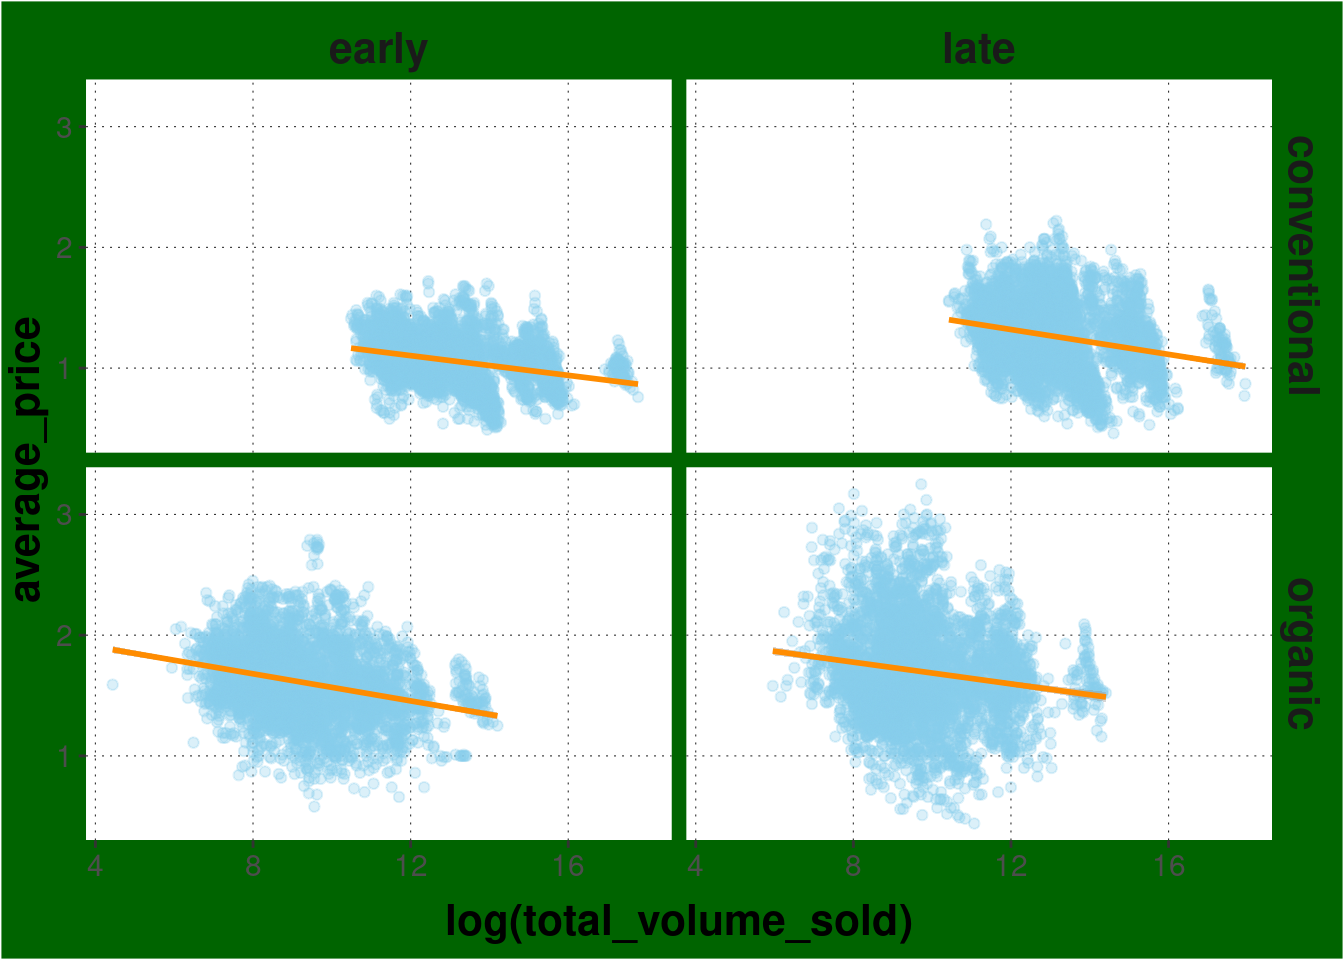 early
late
3
2
1
conventional
3
2
1
organic
average_price
4
8
12
16
4
8
12
16
log(total_volume_sold)